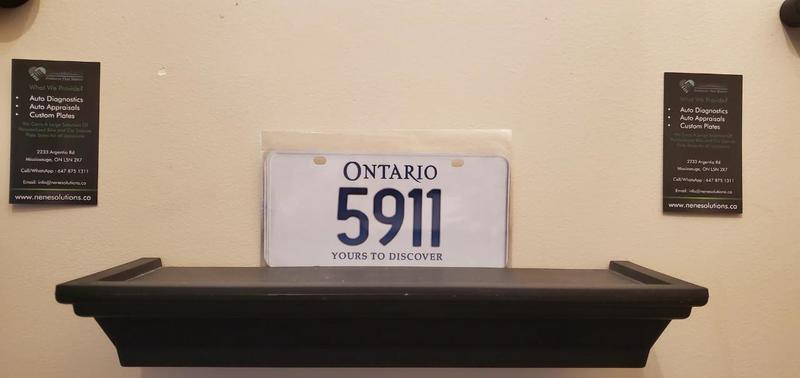 What We Provide?
• Auto Diagnostics
• Auto Appraisals
• Custom Plates
2233 Argentia Rd
Mississauga, ON L5N 2X7
Call/WhatsApp : 647 875 1311
Email: info@nenesolutions.ca
www.nenesolutions.ca
ONTARIO
5911
YOURS TO DISCOVER
What We Provide?
• Auto Diagnostics
• Auto Appraisals
• Custom Plates
2233 Argentia Rd
Mississauga, ON L5N 2X7
Call/WhatsApp : 647 875 1311
Email: info@nenesolutions.ca
www.nenesolutions.ca